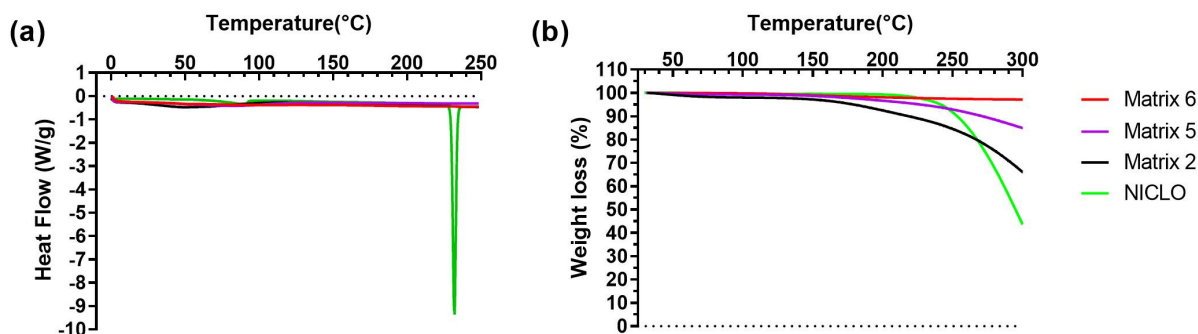 (a)
Temperature(°C)
0 50 100 150 200 250
1
0
-1
-2
-3
-4
-5
-6
-7
-8
-9
-10
Heat Flow (W/g)
(b)
Temperature(°C)
50 100 150 200 250 300
110
100
90
80
70
60
50
40
30
20
10
0
Weight loss (%)
Matrix 6
Matrix 5
Matrix 2
NICLO